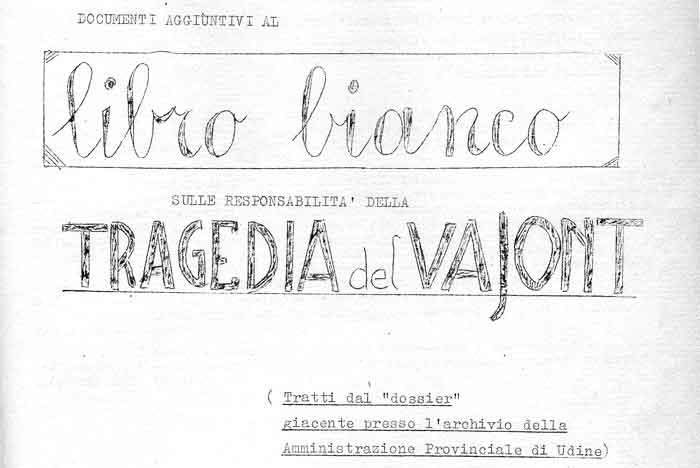 DOCUMENTI AGGIUNTIVI AL
libro bianco
SULLE RESPONSABILITA' DELLA
TRAGEDIA del VAJONT
( Tratti dal "dossier"
giacente presso l'archivio della
Amministrazione Provinciale di Udine)